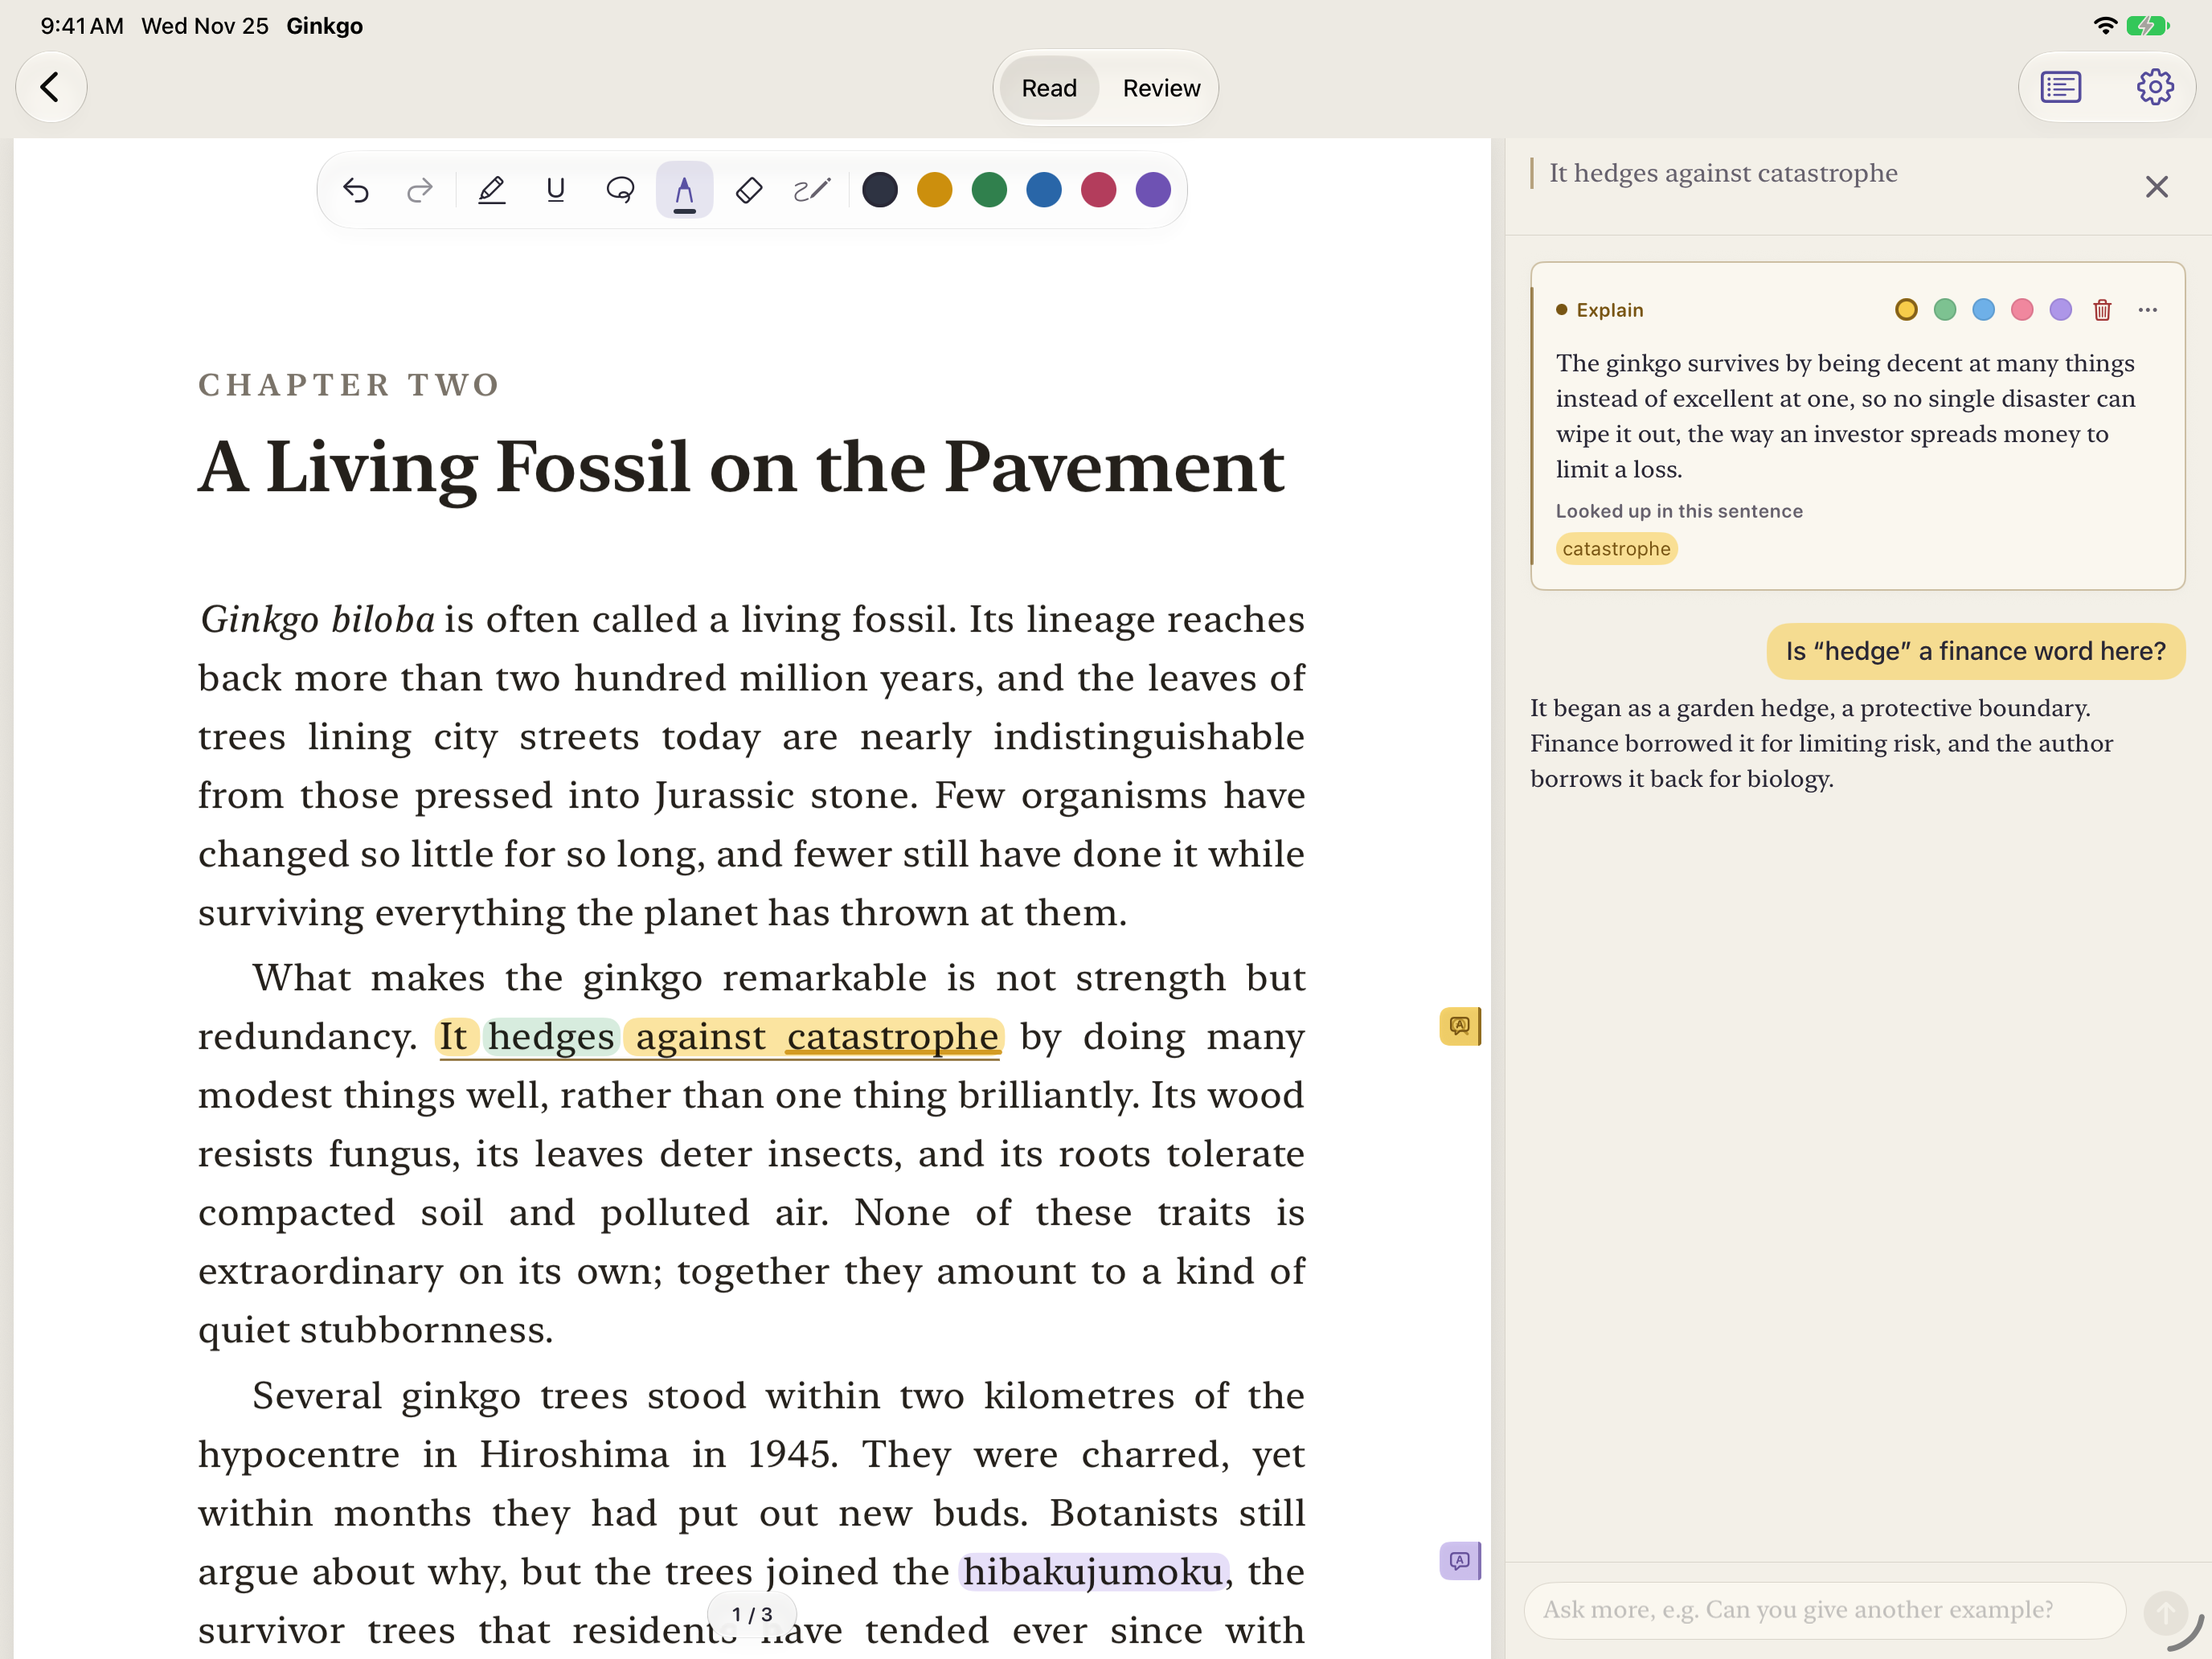 9:41 AM Wed Nov 25 Ginkgo
Read Review
CHAPTER TWO
A Living Fossil on the Pavement
Ginkgo biloba is often called a living fossil. Its lineage reaches
back more than two hundred million years, and the leaves of
trees lining city streets today are nearly indistinguishable
from those pressed into Jurassic stone. Few organisms have
changed so little for so long, and fewer still have done it while
surviving everything the planet has thrown at them.
What makes the ginkgo remarkable is not strength but
redundancy. It hedges against catastrophe by doing many
modest things well, rather than one thing brilliantly. Its wood
resists fungus, its leaves deter insects, and its roots tolerate
compacted soil and polluted air. None of these traits is
extraordinary on its own; together they amount to a kind of
quiet stubbornness.
Several ginkgo trees stood within two kilometres of the
hypocentre in Hiroshima in 1945. They were charred, yet
within months they had put out new buds. Botanists still
argue about why, but the trees joined the hibakujumoku, the
survivor trees that residents have tended ever since with
1 / 3
It hedges against catastrophe
Explain
The ginkgo survives by being decent at many things
instead of excellent at one, so no single disaster can
wipe it out, the way an investor spreads money to
limit a loss.
Looked up in this sentence
catastrophe
Is “hedge” a finance word here?
It began as a garden hedge, a protective boundary.
Finance borrowed it for limiting risk, and the author
borrows it back for biology.
Ask more, e.g. Can you give another example?